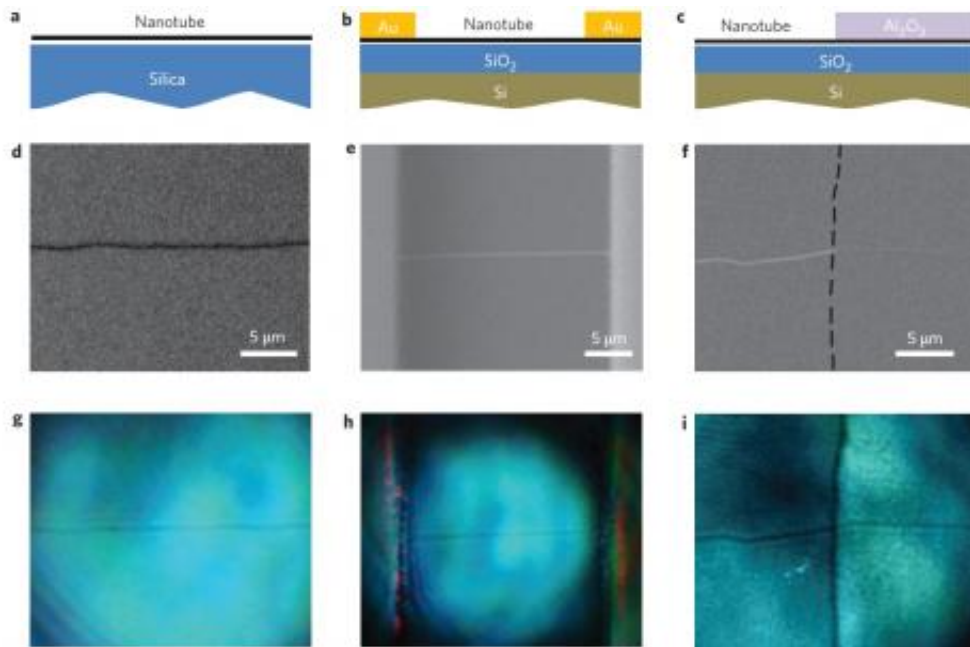 a
Nanotube
Silica
b
Au Nanotube Au
SiO₂
Si
c
Nanotube Al₂O₃
SiO₂
Si
d
5 μm
e
5 μm
f
5 μm
g
h
i